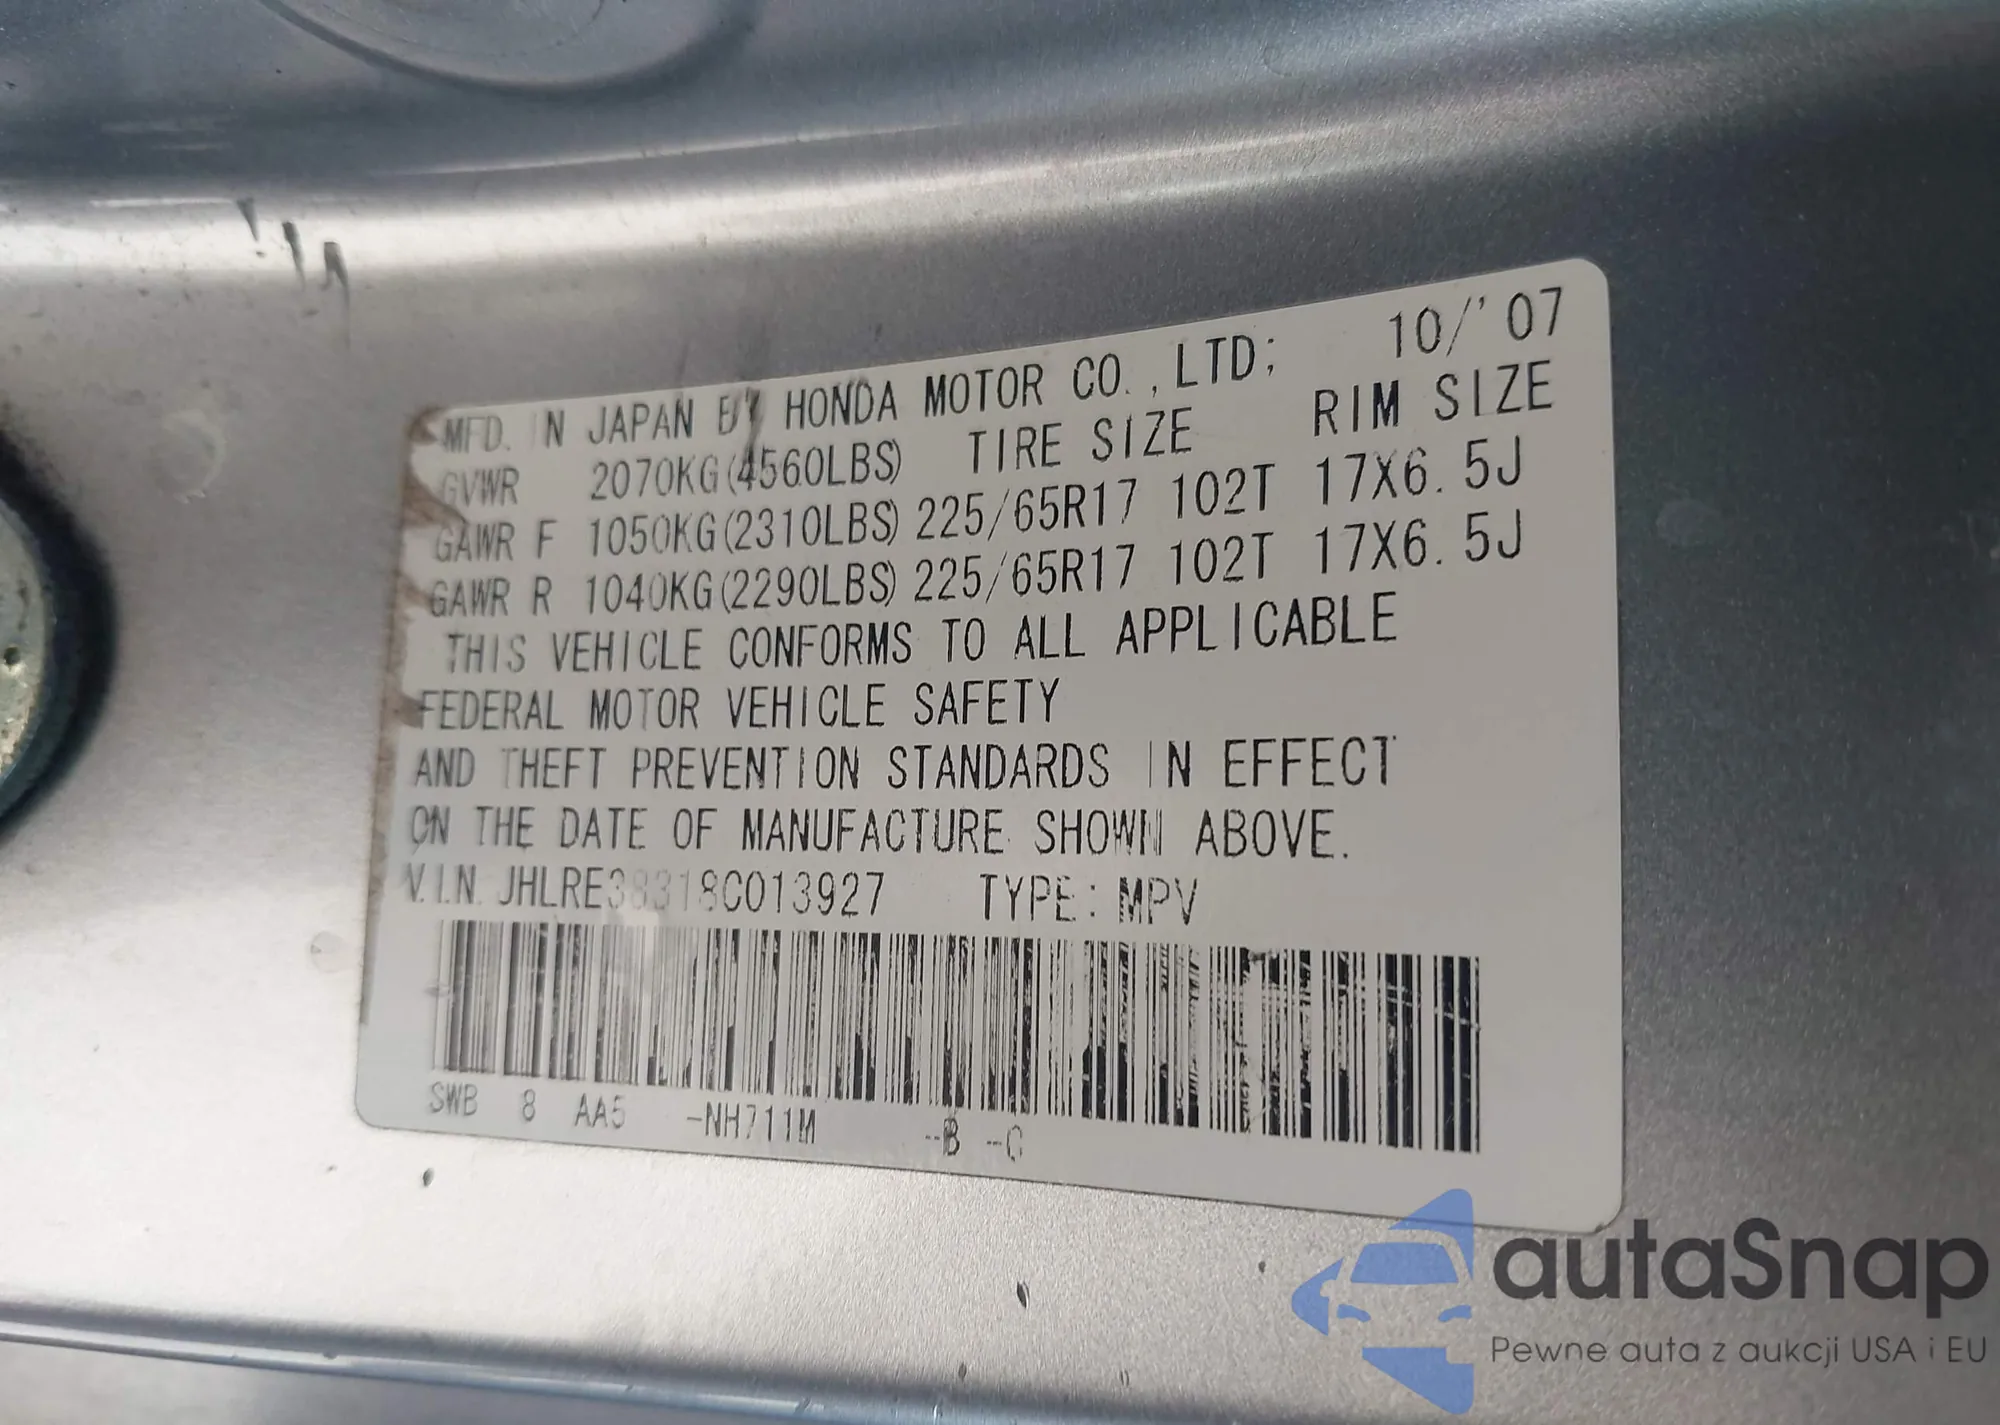 MFD. IN JAPAN BY HONDA MOTOR CO.,LTD; 10/'07
GVWR 2070KG(4560LBS) TIRE SIZE RIM SIZE
GAWR F 1050KG(2310LBS) 225/65R17 102T 17X6.5J
GAWR R 1040KG(2290LBS) 225/65R17 102T 17X6.5J
THIS VEHICLE CONFORMS TO ALL APPLICABLE
FEDERAL MOTOR VEHICLE SAFETY
AND THEFT PREVENTION STANDARDS IN EFFECT
ON THE DATE OF MANUFACTURE SHOWN ABOVE.
V.I.N. JHLRE38318C013927 TYPE: MPV
SWB 8 AA5 -NH711M --B --C
autaSnap
Pewne auta z aukcji USA i EU